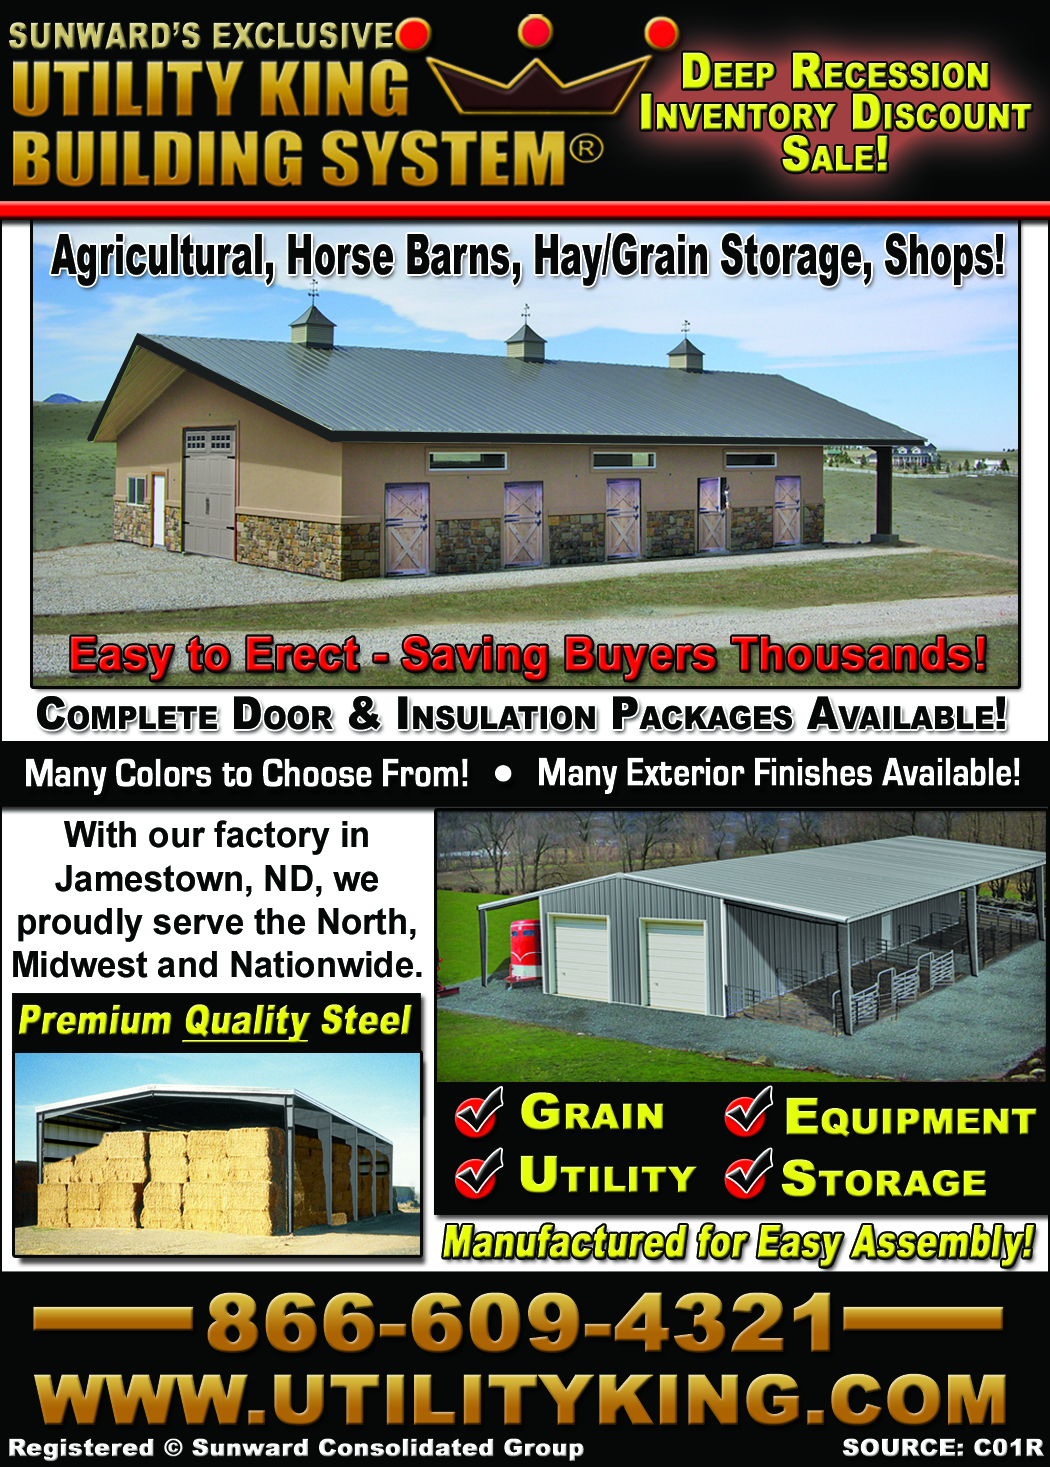 SUNWARD'S EXCLUSIVE
UTILITY KING
BUILDING SYSTEM®
DEEP RECESSION
INVENTORY DISCOUNT
SALE!
Agricultural, Horse Barns, Hay/Grain Storage, Shops!
Easy to Erect - Saving Buyers Thousands!
COMPLETE DOOR & INSULATION PACKAGES AVAILABLE!
Many Colors to Choose From! • Many Exterior Finishes Available!
With our factory in
Jamestown, ND, we
proudly serve the North,
Midwest and Nationwide.
Premium Quality Steel
GRAIN
EQUIPMENT
UTILITY
STORAGE
Manufactured for Easy Assembly!
866-609-4321
WWW.UTILITYKING.COM
Registered © Sunward Consolidated Group
SOURCE: C01R